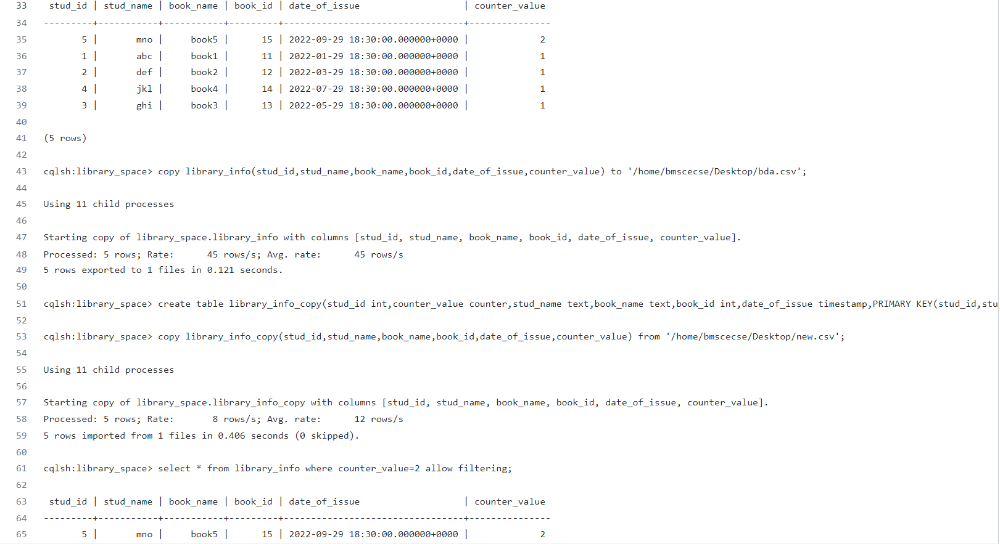 33 stud_id | stud_name | book_name | book_id | date_of_issue                   | counter_value
34 ---------+-----------+-----------+---------+---------------------------------+---------------
35       5 |       mno |     book5 |      15 | 2022-09-29 18:30:00.000000+0000 |             2
36       1 |       abc |     book1 |      11 | 2022-01-29 18:30:00.000000+0000 |             1
37       2 |       def |     book2 |      12 | 2022-03-29 18:30:00.000000+0000 |             1
38       4 |       jkl |     book4 |      14 | 2022-07-29 18:30:00.000000+0000 |             1
39       3 |       ghi |     book3 |      13 | 2022-05-29 18:30:00.000000+0000 |             1
40
41 (5 rows)
42
43 cqlsh:library_space> copy library_info(stud_id,stud_name,book_name,book_id,date_of_issue,counter_value) to '/home/bmscecse/Desktop/bda.csv';
44
45 Using 11 child processes
46
47 Starting copy of library_space.library_info with columns [stud_id, stud_name, book_name, book_id, date_of_issue, counter_value].
48 Processed: 5 rows; Rate:      45 rows/s; Avg. rate:      45 rows/s
49 5 rows exported to 1 files in 0.121 seconds.
50
51 cqlsh:library_space> create table library_info_copy(stud_id int,counter_value counter,stud_name text,book_name text,book_id int,date_of_issue timestamp,PRIMARY KEY(stud_id,stu
52
53 cqlsh:library_space> copy library_info_copy(stud_id,stud_name,book_name,book_id,date_of_issue,counter_value) from '/home/bmscecse/Desktop/new.csv';
54
55 Using 11 child processes
56
57 Starting copy of library_space.library_info_copy with columns [stud_id, stud_name, book_name, book_id, date_of_issue, counter_value].
58 Processed: 5 rows; Rate:       8 rows/s; Avg. rate:      12 rows/s
59 5 rows imported from 1 files in 0.406 seconds (0 skipped).
60
61 cqlsh:library_space> select * from library_info where counter_value=2 allow filtering;
62
63 stud_id | stud_name | book_name | book_id | date_of_issue                   | counter_value
64 ---------+-----------+-----------+---------+---------------------------------+---------------
65       5 |       mno |     book5 |      15 | 2022-09-29 18:30:00.000000+0000 |             2